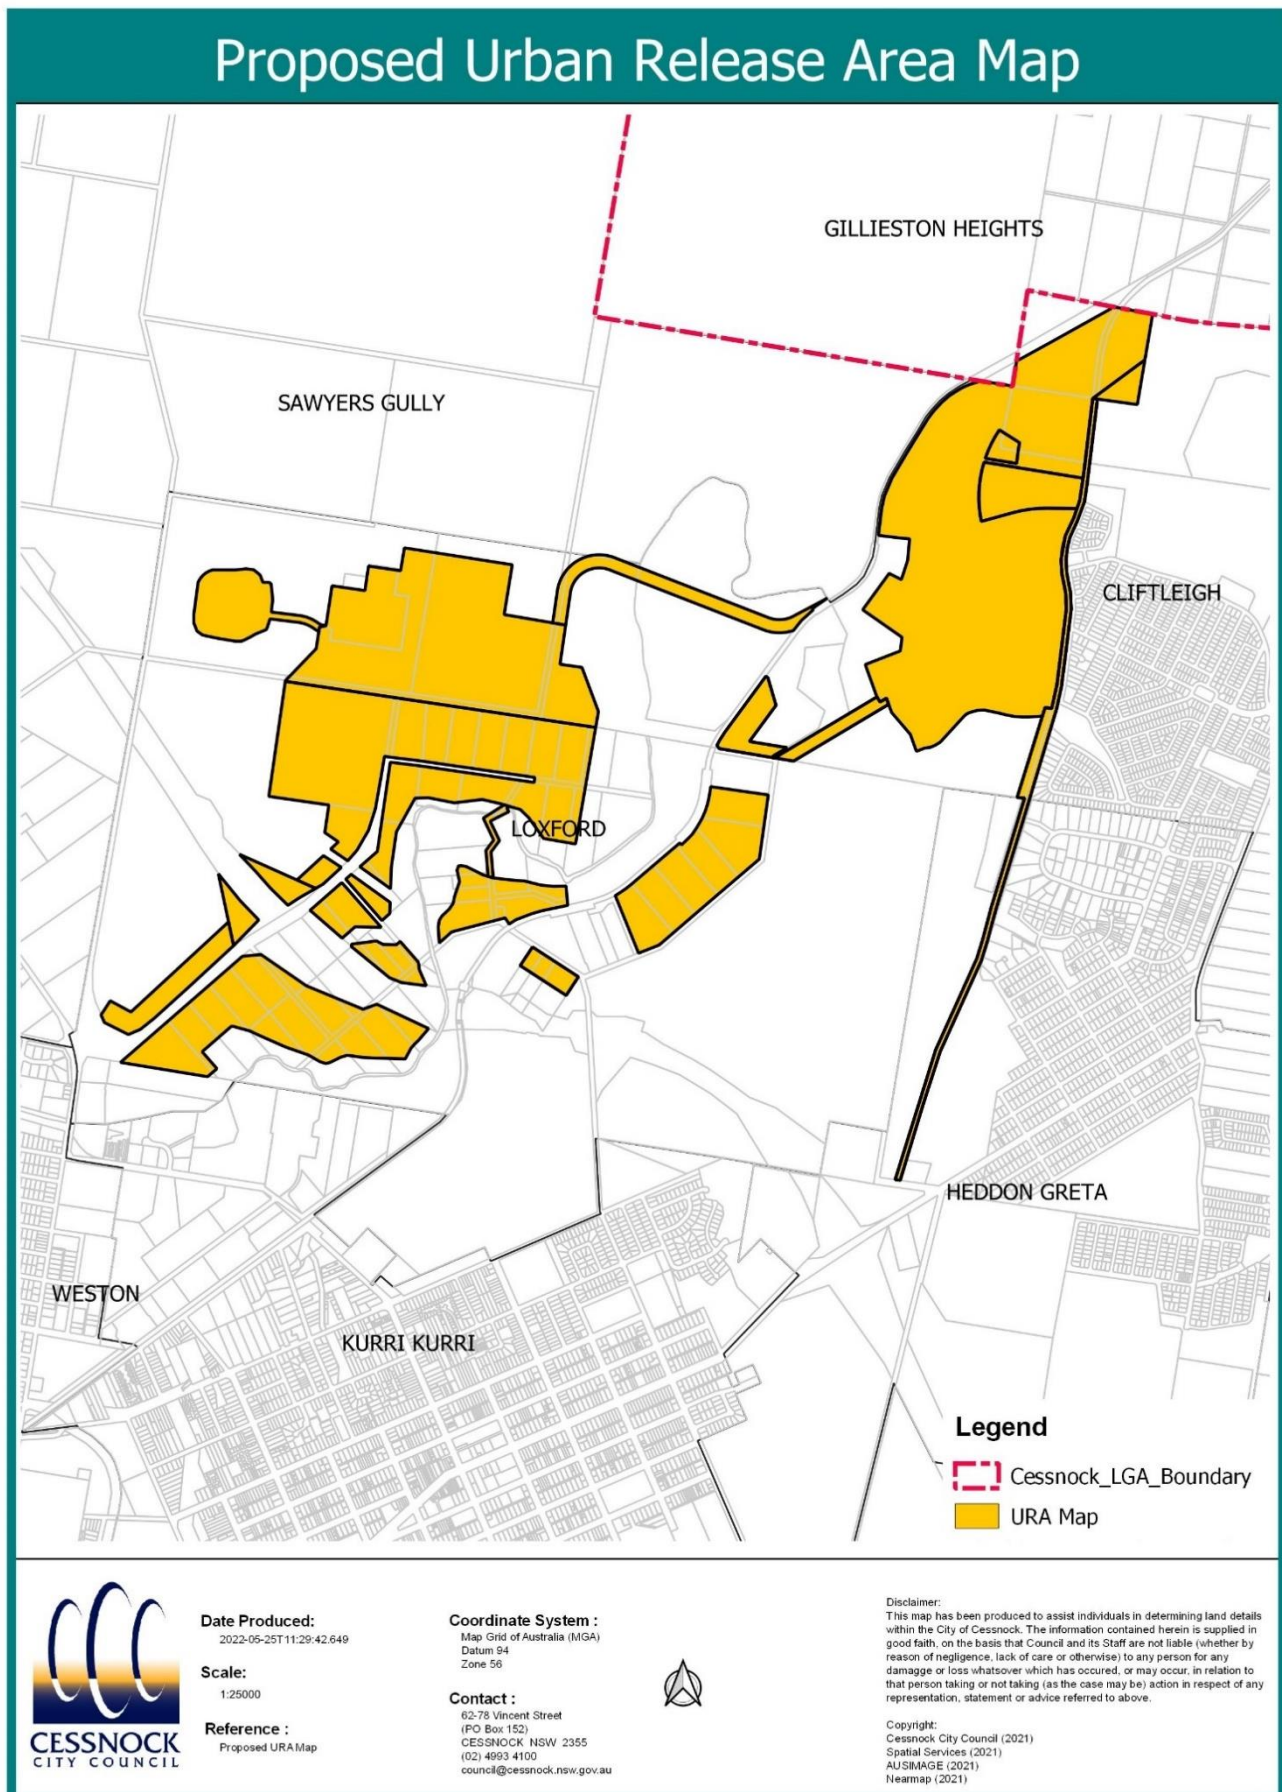 Proposed Urban Release Area Map
GILLIESTON HEIGHTS
SAWYERS GULLY
CLIFTLEIGH
LOXFORD
HEDDON GRETA
WESTON
KURRI KURRI
Legend
Cessnock_LGA_Boundary
URA Map
CESSNOCK
CITY COUNCIL
Date Produced:
2022-05-25T11:29:42.649
Scale:
1:25000
Reference :
Proposed URA Map
Coordinate System :
Map Grid of Australia (MGA)
Datum 94
Zone 56
Contact :
62-78 Vincent Street
(PO Box 152)
CESSNOCK NSW 2355
(02) 4993 4100
council@cessnock.nsw.gov.au
Disclaimer:
This map has been produced to assist individuals in determining land details
within the City of Cessnock. The information contained herein is supplied in
good faith, on the basis that Council and its Staff are not liable (whether by
reason of negligence, lack of care or otherwise) to any person for any
damagge or loss whatsover which has occured, or may occur, in relation to
that person taking or not taking (as the case may be) action in respect of any
representation, statement or advice referred to above.
Copyright:
Cessnock City Council (2021)
Spatial Services (2021)
AUSIMAGE (2021)
Nearmap (2021)